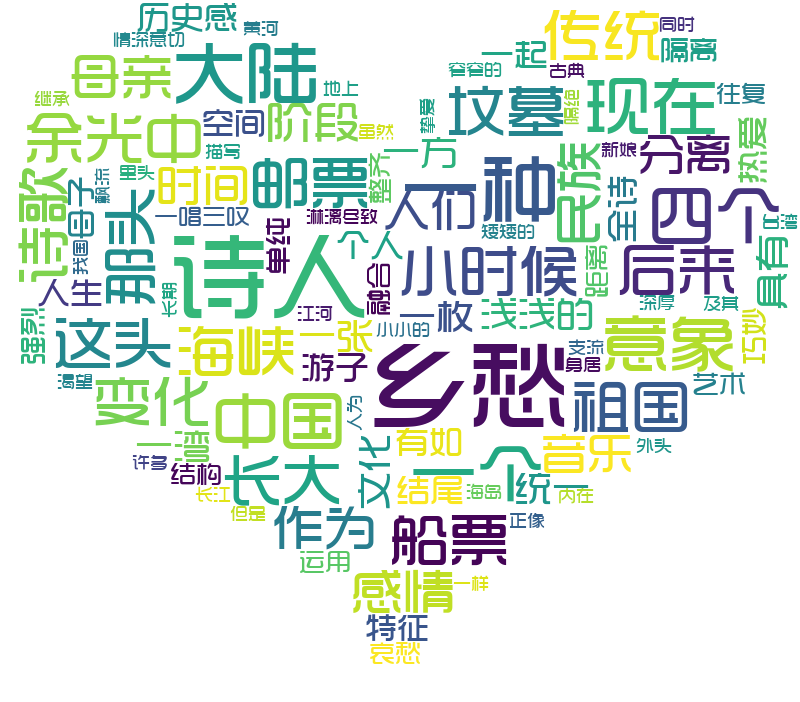 历史感
黄河
传统
同时
情深意切
一起
隔离
母亲
大陆
窄窄的
古典
继承
地上
现在
往复
余光中
空间
阶段
虽然
挚爱
坟墓
隔绝
热爱
描写
一方
新娘
分离
里头
邮票
整齐
种
民族
诗歌
母子
飘流
时间
人们
四个
全诗
那头
一唱三叹
淋漓尽致
单纯
个人
矮矮的
我国
诗人
小时候
距离
后来
具有
人生
长期
融合
深厚
及其
江河
一枚
浅浅的
强烈
这头
海峡
一张
小小的
意象
巧妙
游子
乡愁
支流
身居
渴望
变化
中国
人为
祖国
艺术
一湾
有如
音乐
外头
许多
结构
长大
文化
一个
长江
结尾
海岛
统一
内在
但是
作为
船票
正像
运用
感情
一样
特征
哀愁